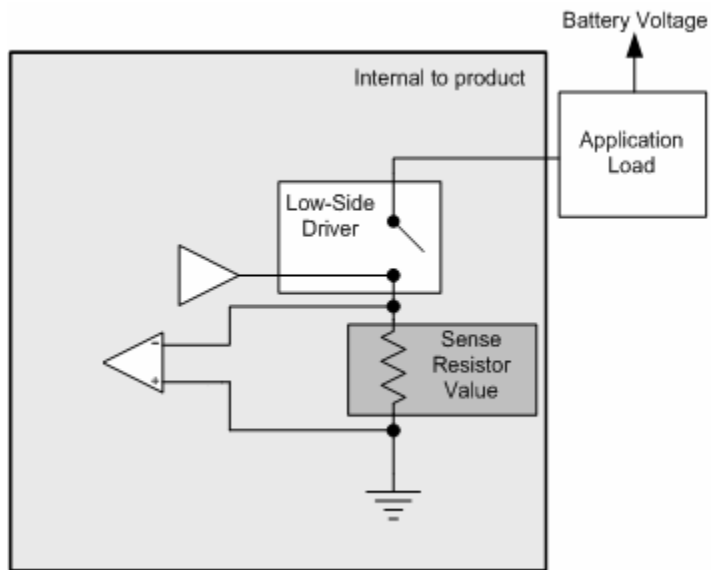 Battery Voltage
Internal to product
Application
Load
Low-Side
Driver
-
+
Sense
Resistor
Value